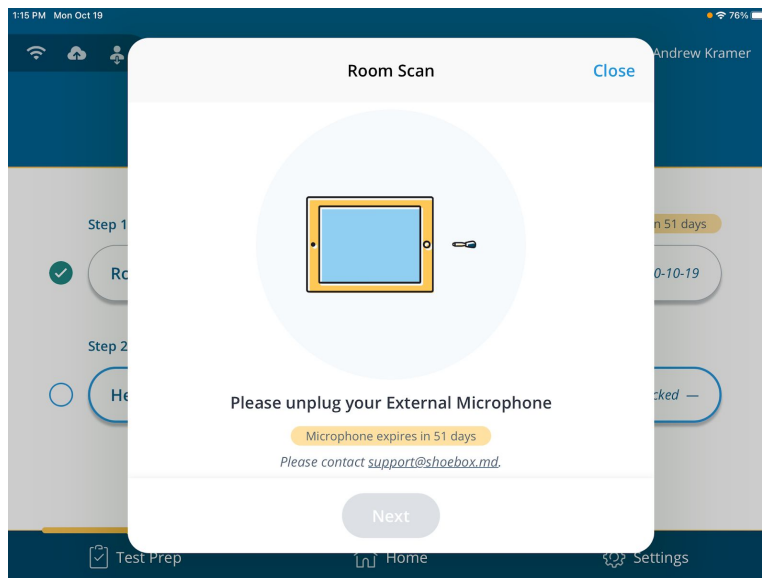 1:15 PM Mon Oct 19
76%
Andrew Kramer
Room Scan
Close
Step 1
n 51 days
Ro
0-10-19
Step 2
He
cked —
Please unplug your External Microphone
Microphone expires in 51 days
Please contact support@shoebox.md.
Next
Test Prep
Home
Settings